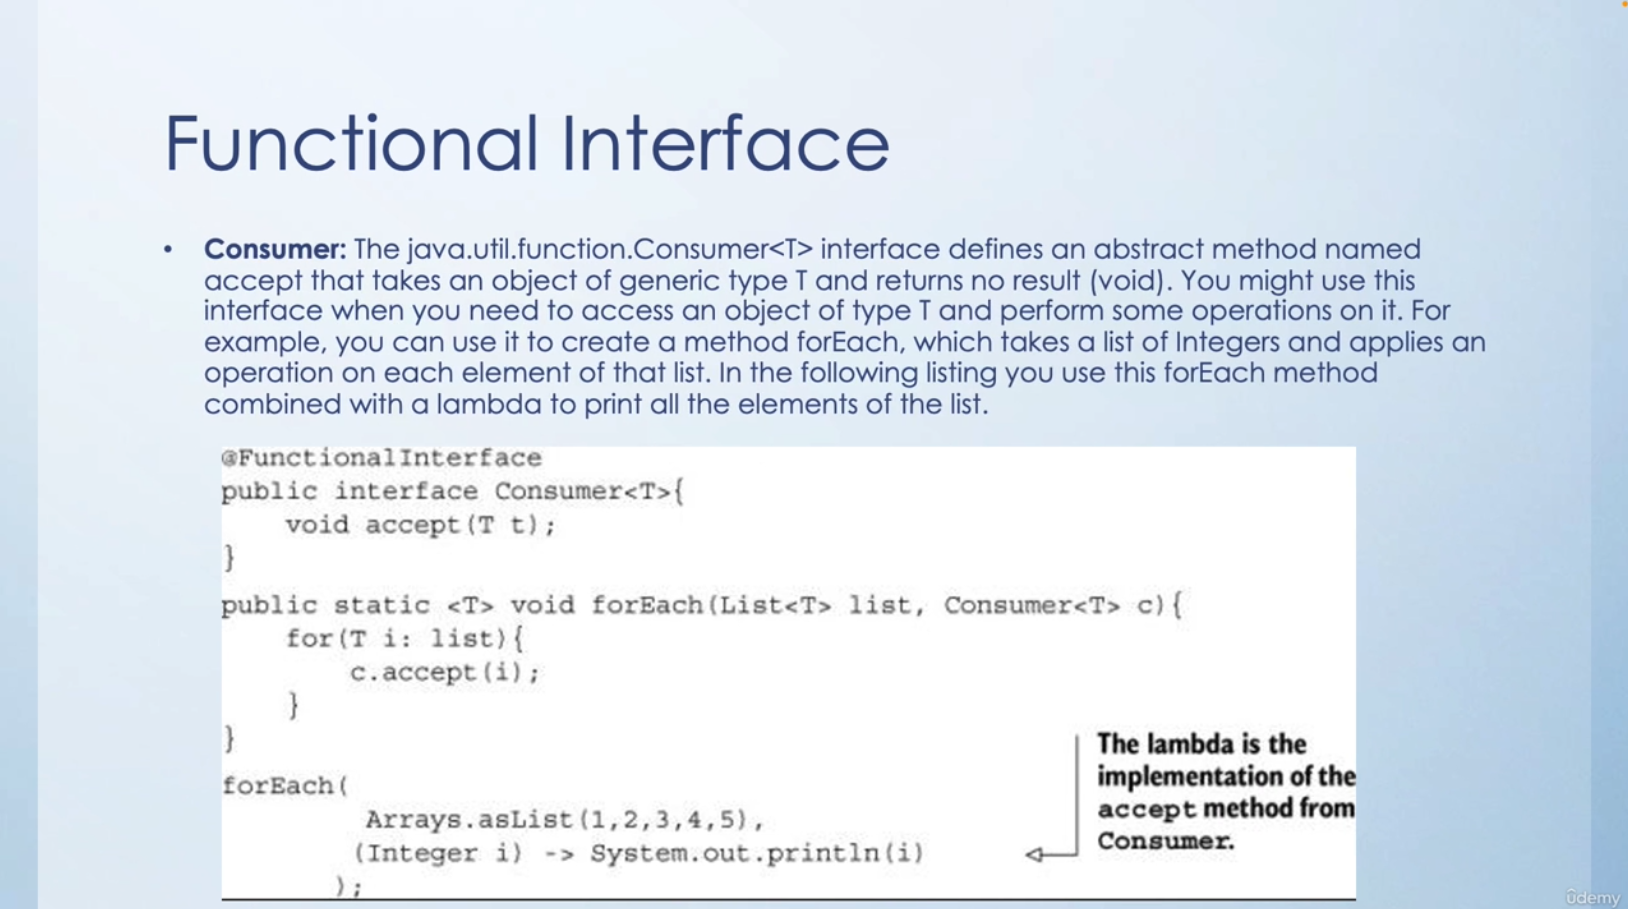 Functional Interface
• Consumer: The java.util.function.Consumer<T> interface defines an abstract method named
accept that takes an object of generic type T and returns no result (void). You might use this
interface when you need to access an object of type T and perform some operations on it. For
example, you can use it to create a method forEach, which takes a list of Integers and applies an
operation on each element of that list. In the following listing you use this forEach method
combined with a lambda to print all the elements of the list.
@FunctionalInterface
public interface Consumer<T>{
    void accept(T t);
}
public static <T> void forEach(List<T> list, Consumer<T> c){
    for(T i: list){
        c.accept(i);
    }
}
forEach(
         Arrays.asList(1,2,3,4,5),
        (Integer i) -> System.out.println(i)
       );
The lambda is the
implementation of the
accept method from
Consumer.
ûdemy